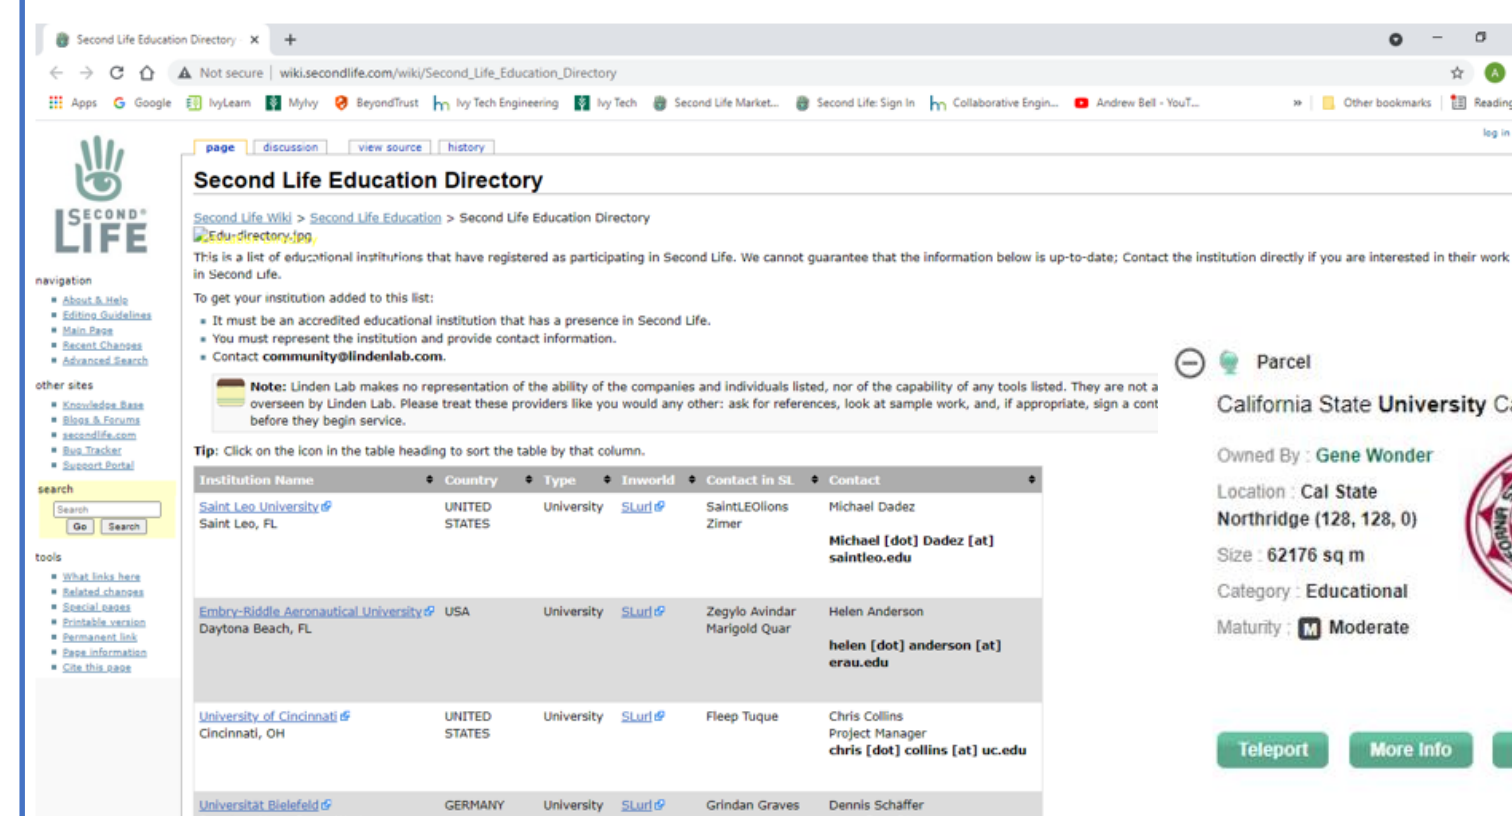 Second Life Education Directory
Not secure | wiki.secondlife.com/wiki/Second_Life_Education_Directory
A
Apps Google IvyLearn MyIvy BeyondTrust Ivy Tech Engineering Ivy Tech Second Life Market... Second Life: Sign In Collaborative Engin... Andrew Bell - YouT... » Other bookmarks Reading
log in
page discussion view source history
SECOND LIFE
Second Life Education Directory
Second Life Wiki > Second Life Education > Second Life Education Directory
Edu-directory.jpg
This is a list of educational institutions that have registered as participating in Second Life. We cannot guarantee that the information below is up-to-date; Contact the institution directly if you are interested in their work
in Second Life.
To get your institution added to this list:
It must be an accredited educational institution that has a presence in Second Life.
You must represent the institution and provide contact information.
Contact community@lindenlab.com.
Note: Linden Lab makes no representation of the ability of the companies and individuals listed, nor of the capability of any tools listed. They are not a
overseen by Linden Lab. Please treat these providers like you would any other: ask for references, look at sample work, and, if appropriate, sign a cont
before they begin service.
Tip: Click on the icon in the table heading to sort the table by that column.
navigation
About & Help
Editing Guidelines
Main Page
Recent Changes
Advanced Search
other sites
Knowledge Base
Blogs & Forums
secondlife.com
Bug Tracker
Support Portal
search
Search
Go Search
tools
What links here
Related changes
Special pages
Printable version
Permanent link
Page information
Cite this page
Institution Name Country Type Inworld Contact in SL Contact
Saint Leo University UNITED University SLurl SaintLEOlions Michael Dadez
Saint Leo, FL STATES Zimer
Michael [dot] Dadez [at]
saintleo.edu
Embry-Riddle Aeronautical University USA University SLurl Zegylo Avindar Helen Anderson
Daytona Beach, FL Marigold Quar
helen [dot] anderson [at]
erau.edu
University of Cincinnati UNITED University SLurl Fleep Tuque Chris Collins
Cincinnati, OH STATES Project Manager
chris [dot] collins [at] uc.edu
Universität Bielefeld GERMANY University SLurl Grindan Graves Dennis Schäffer
Parcel
California State University Ca
Owned By : Gene Wonder
Location : Cal State
Northridge (128, 128, 0)
Size : 62176 sq m
Category : Educational
Maturity : M Moderate
Teleport More Info